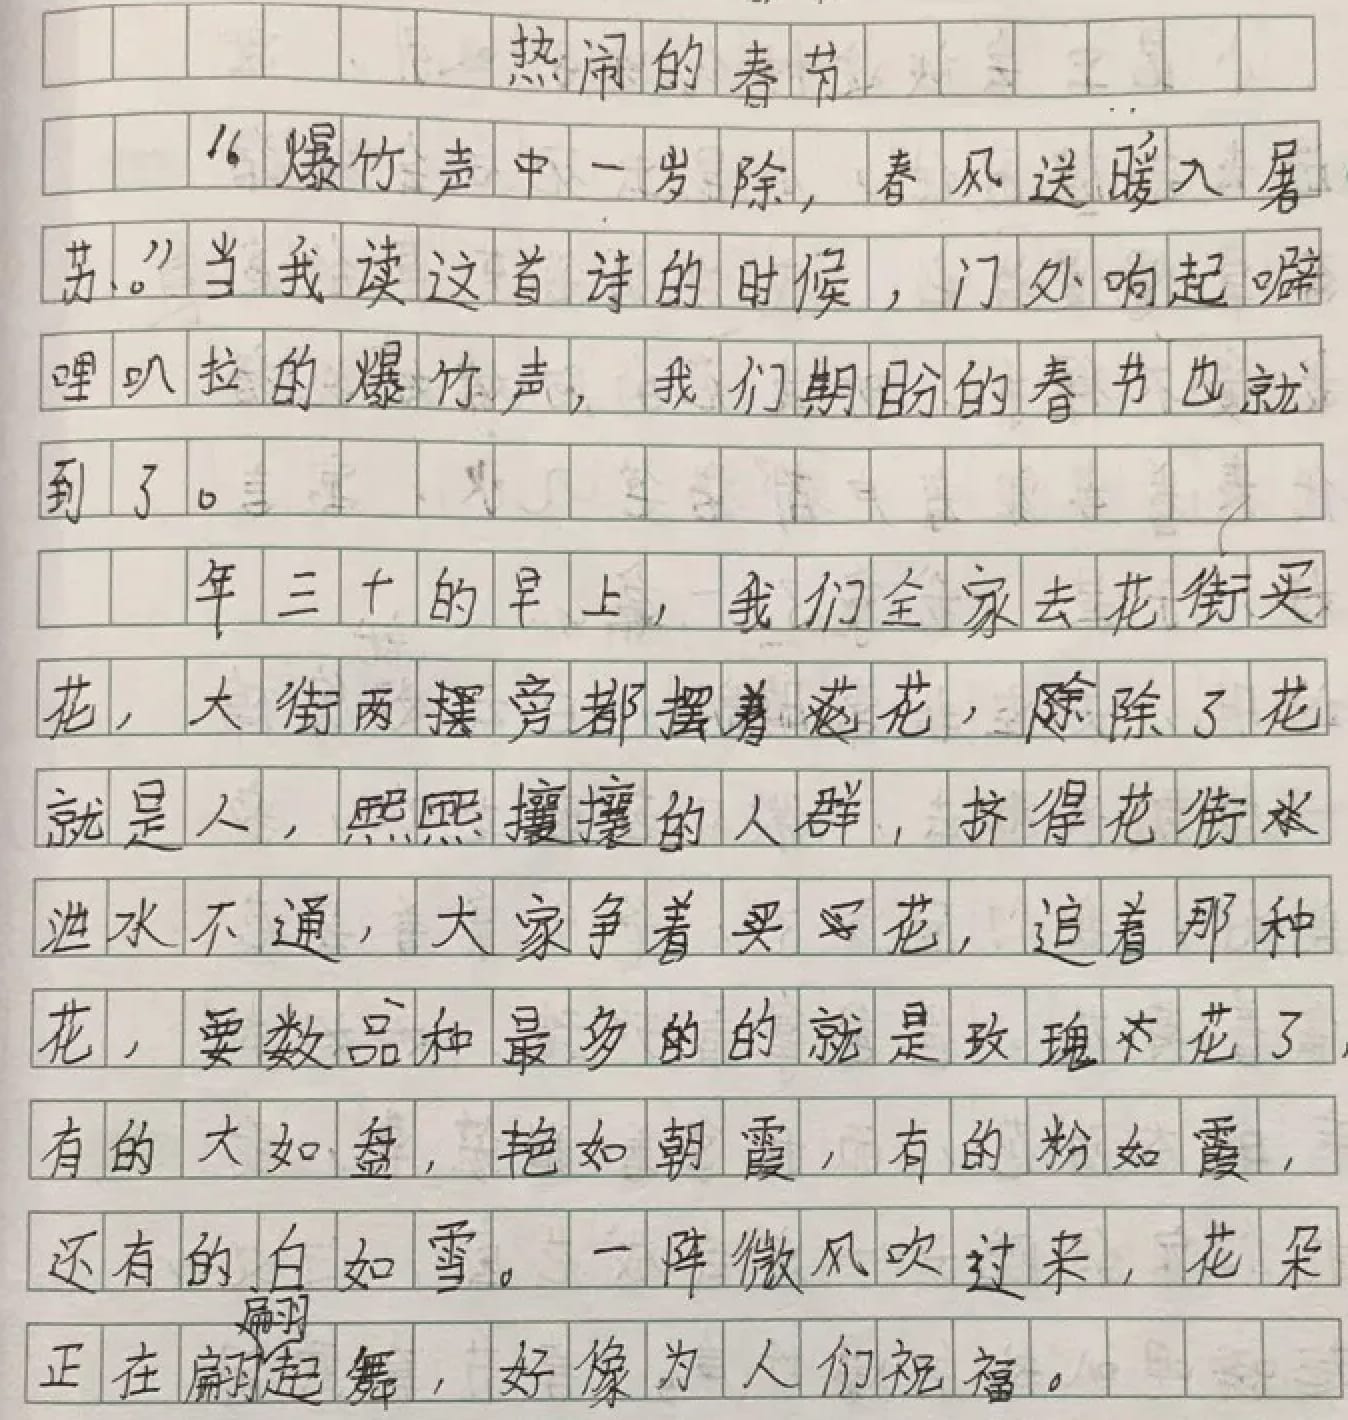 热闹的春节
“爆竹声中一岁除，春风送暖入屠
苏。”当我读这首诗的时候，门处响起噼
哩叭拉的爆竹声，我们期盼的春节也就
到了。
年三十的早上，我们全家去花街买
花，大街两旁都摆着花，除了花
就是人，熙熙攘攘的人群，挤得花街
泄水不通，大家争着买花，追着那种
花，要数品种最多的就是玫瑰花了，
有的大如盘，艳如朝霞，有的粉如霞，
还有的白如雪。一阵微风吹过来，花朵
正在翩翩起舞，好像为人们祝福。